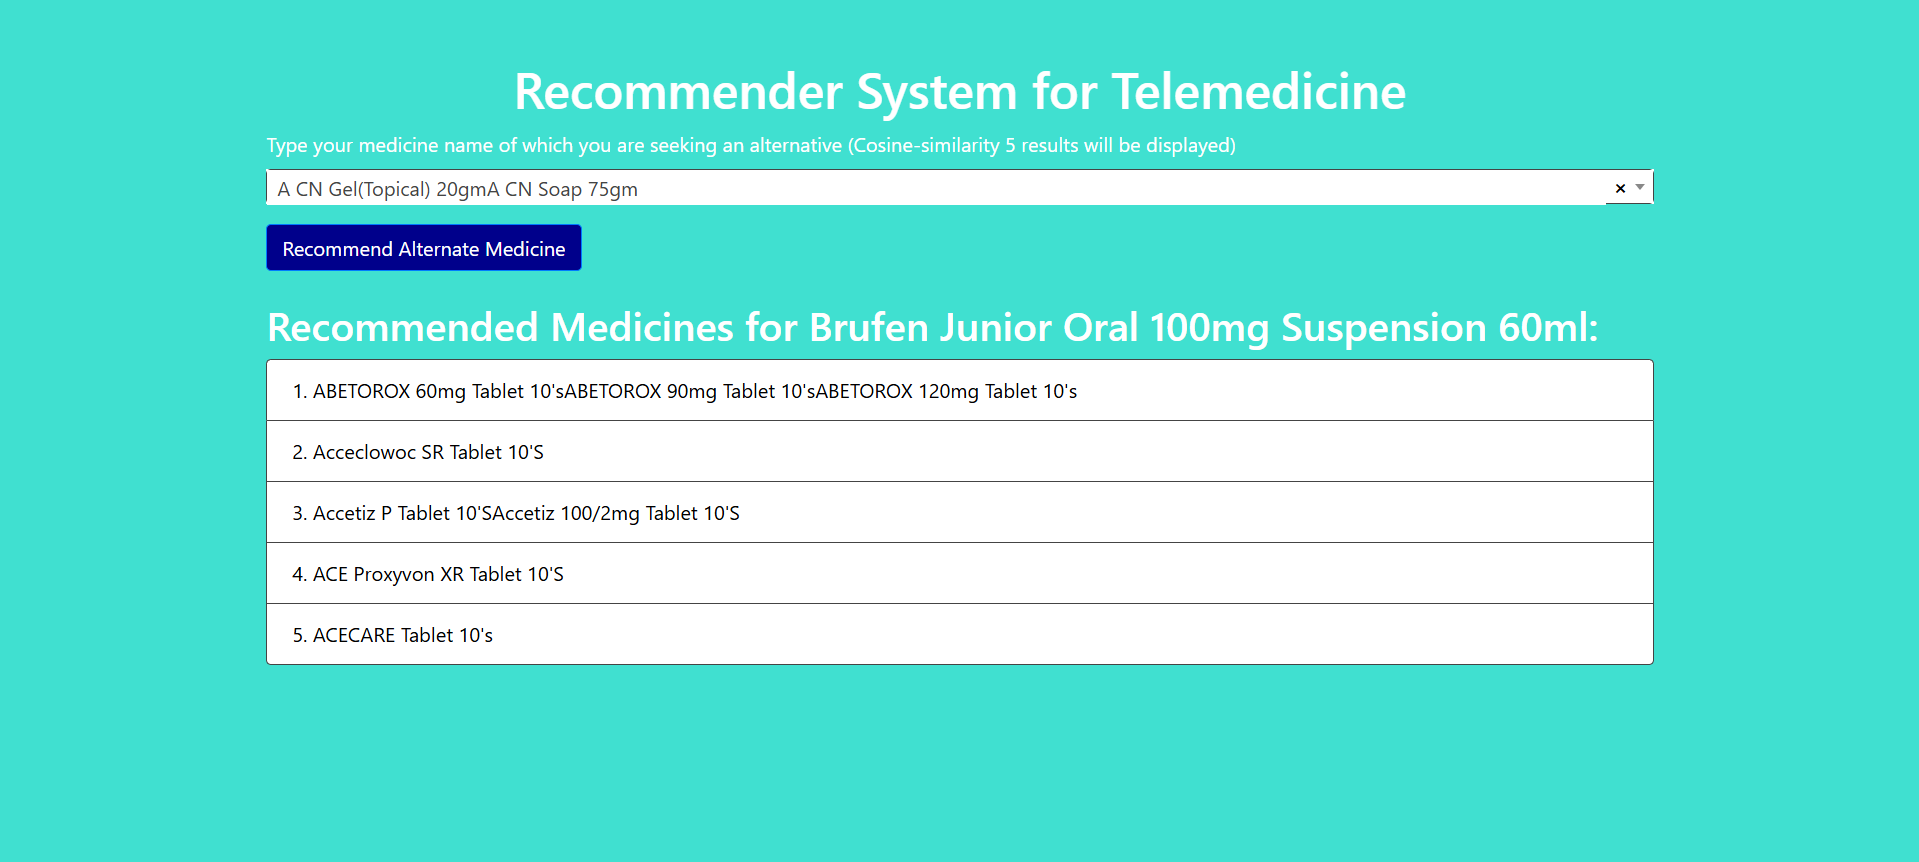 Recommender System for Telemedicine
Type your medicine name of which you are seeking an alternative (Cosine-similarity 5 results will be displayed)
A CN Gel(Topical) 20gmA CN Soap 75gm
×
Recommend Alternate Medicine
Recommended Medicines for Brufen Junior Oral 100mg Suspension 60ml:
1. ABETOROX 60mg Tablet 10'sABETOROX 90mg Tablet 10'sABETOROX 120mg Tablet 10's
2. Acceclowoc SR Tablet 10'S
3. Accetiz P Tablet 10'SAccetiz 100/2mg Tablet 10'S
4. ACE Proxyvon XR Tablet 10'S
5. ACECARE Tablet 10's